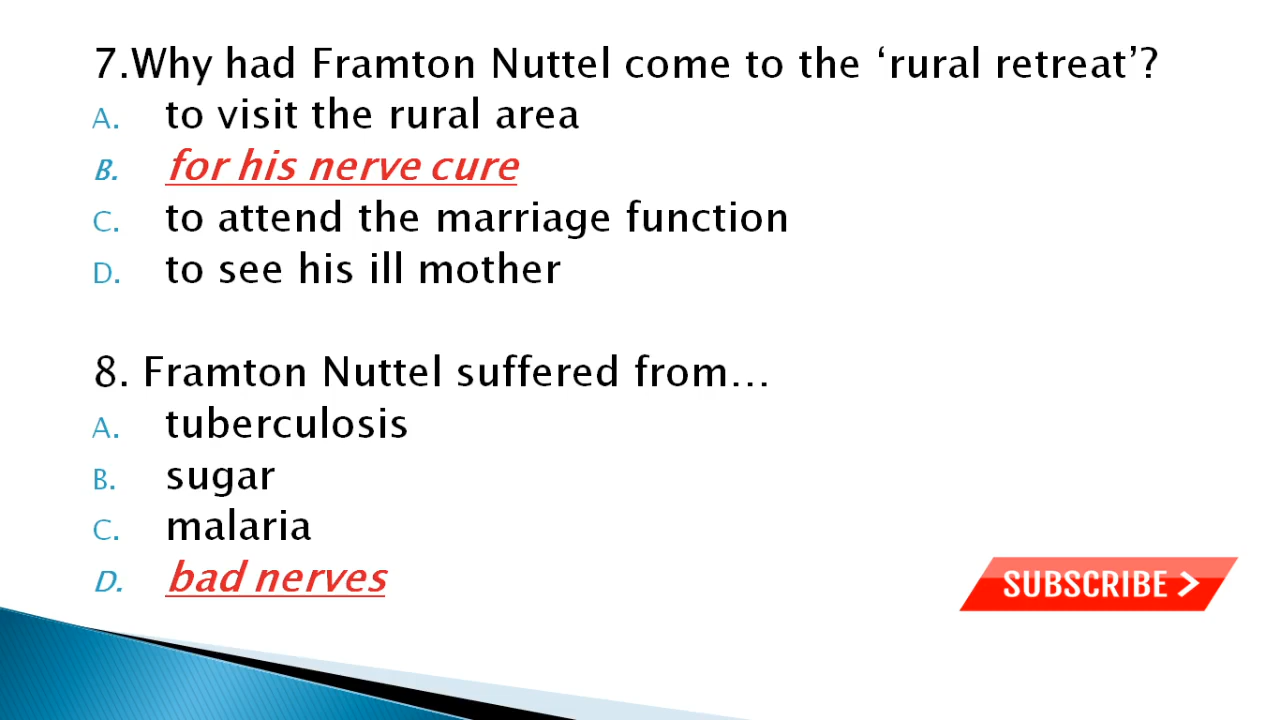 7.Why had Framton Nuttel come to the ‘rural retreat’?
A. to visit the rural area
B. for his nerve cure
C. to attend the marriage function
D. to see his ill mother
8. Framton Nuttel suffered from…
A. tuberculosis
B. sugar
C. malaria
D. bad nerves
SUBSCRIBE >